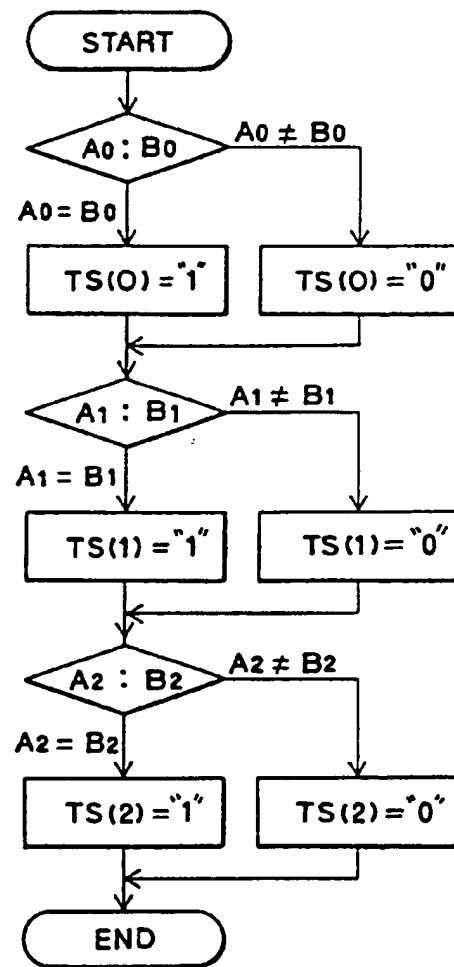 START
A0 : B0
A0 ≠ B0
A0 = B0
TS(0) = "1"
TS(0) = "0"
A1 : B1
A1 ≠ B1
A1 = B1
TS(1) = "1"
TS(1) = "0"
A2 : B2
A2 ≠ B2
A2 = B2
TS(2) = "1"
TS(2) = "0"
END